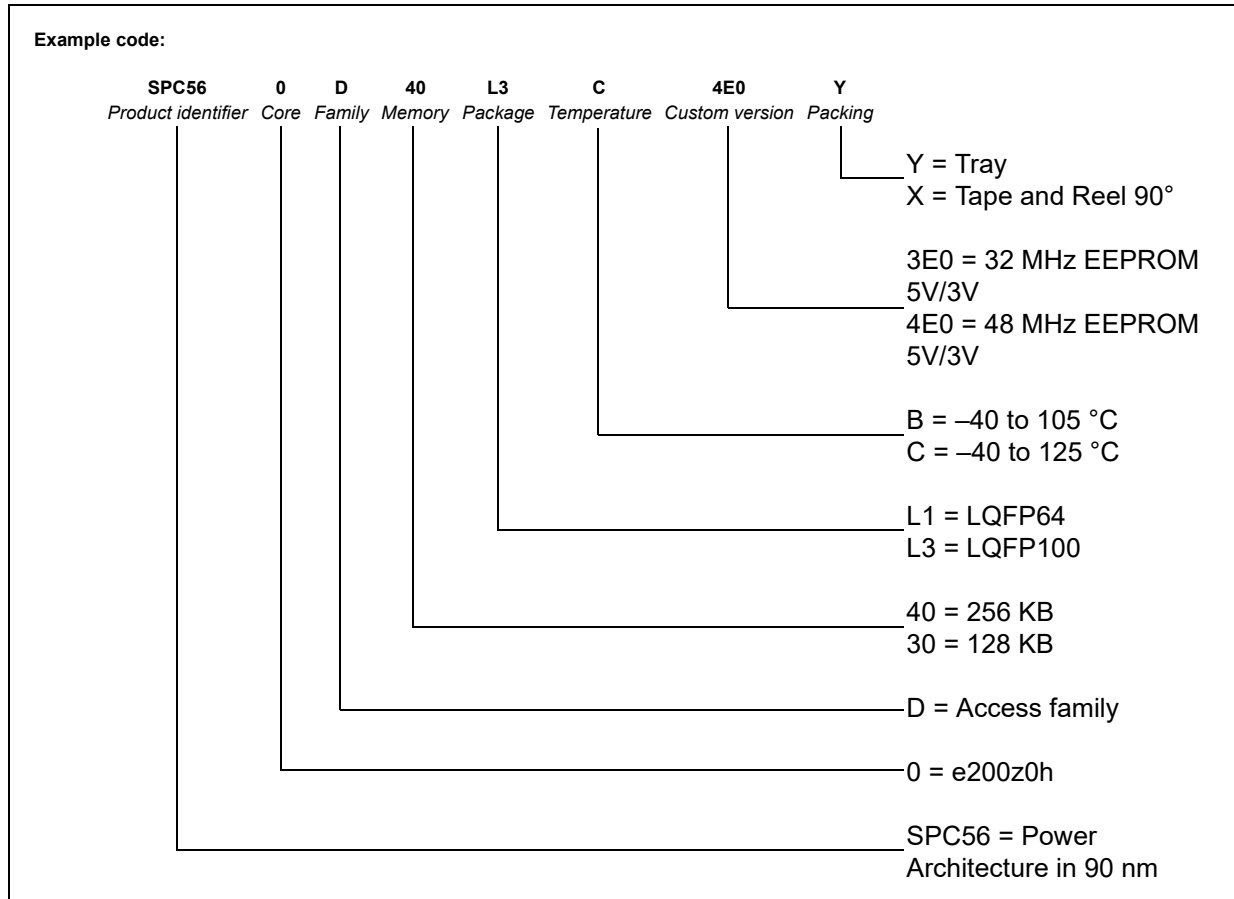 Example code:
SPC56 0 D 40 L3 C 4E0 Y
Product identifier Core Family Memory Package Temperature Custom version Packing
Y = Tray
X = Tape and Reel 90°
3E0 = 32 MHz EEPROM
5V/3V
4E0 = 48 MHz EEPROM
5V/3V
B = –40 to 105 °C
C = –40 to 125 °C
L1 = LQFP64
L3 = LQFP100
40 = 256 KB
30 = 128 KB
D = Access family
0 = e200z0h
SPC56 = Power
Architecture in 90 nm